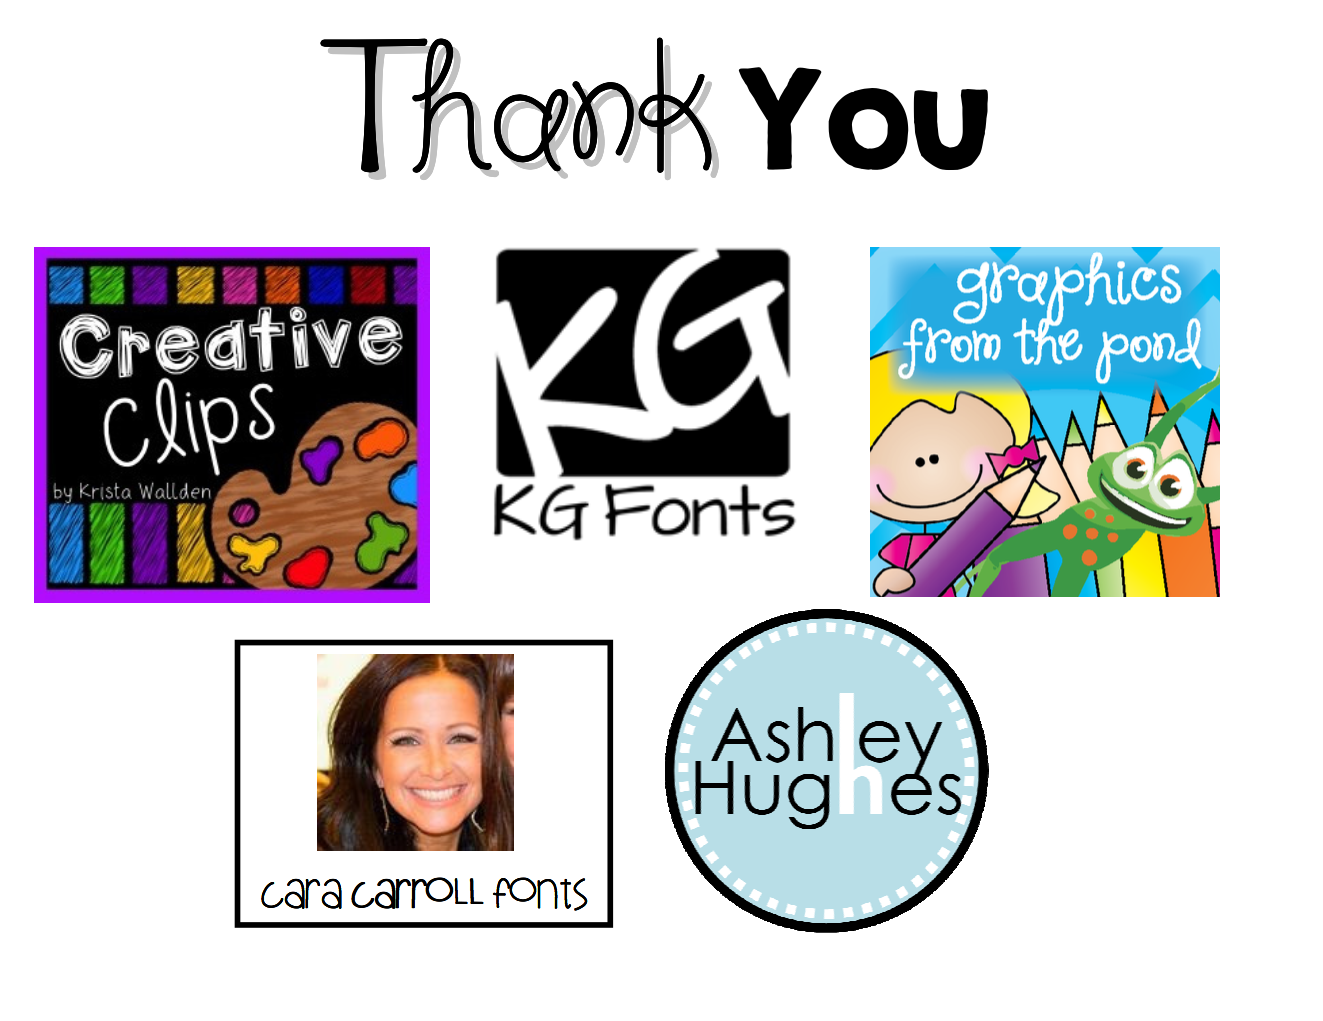 Thank You
Creative
Clips
by Krista Wallden
KG
KG Fonts
graphics
from the pond
cara carroll fonts
Ashley
Hughes